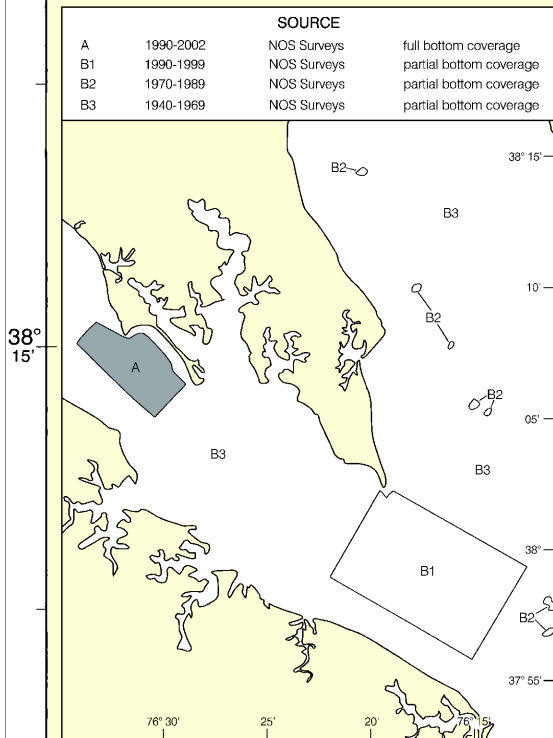 SOURCE
A 1990-2002 NOS Surveys full bottom coverage
B1 1990-1999 NOS Surveys partial bottom coverage
B2 1970-1989 NOS Surveys partial bottom coverage
B3 1940-1969 NOS Surveys partial bottom coverage
38° 15'
B2
B3
10'
B2
38°
15'
A
B2
05'
B3
B3
38°
B1
B2
37° 55'
76° 30' 25' 20' 76° 15'